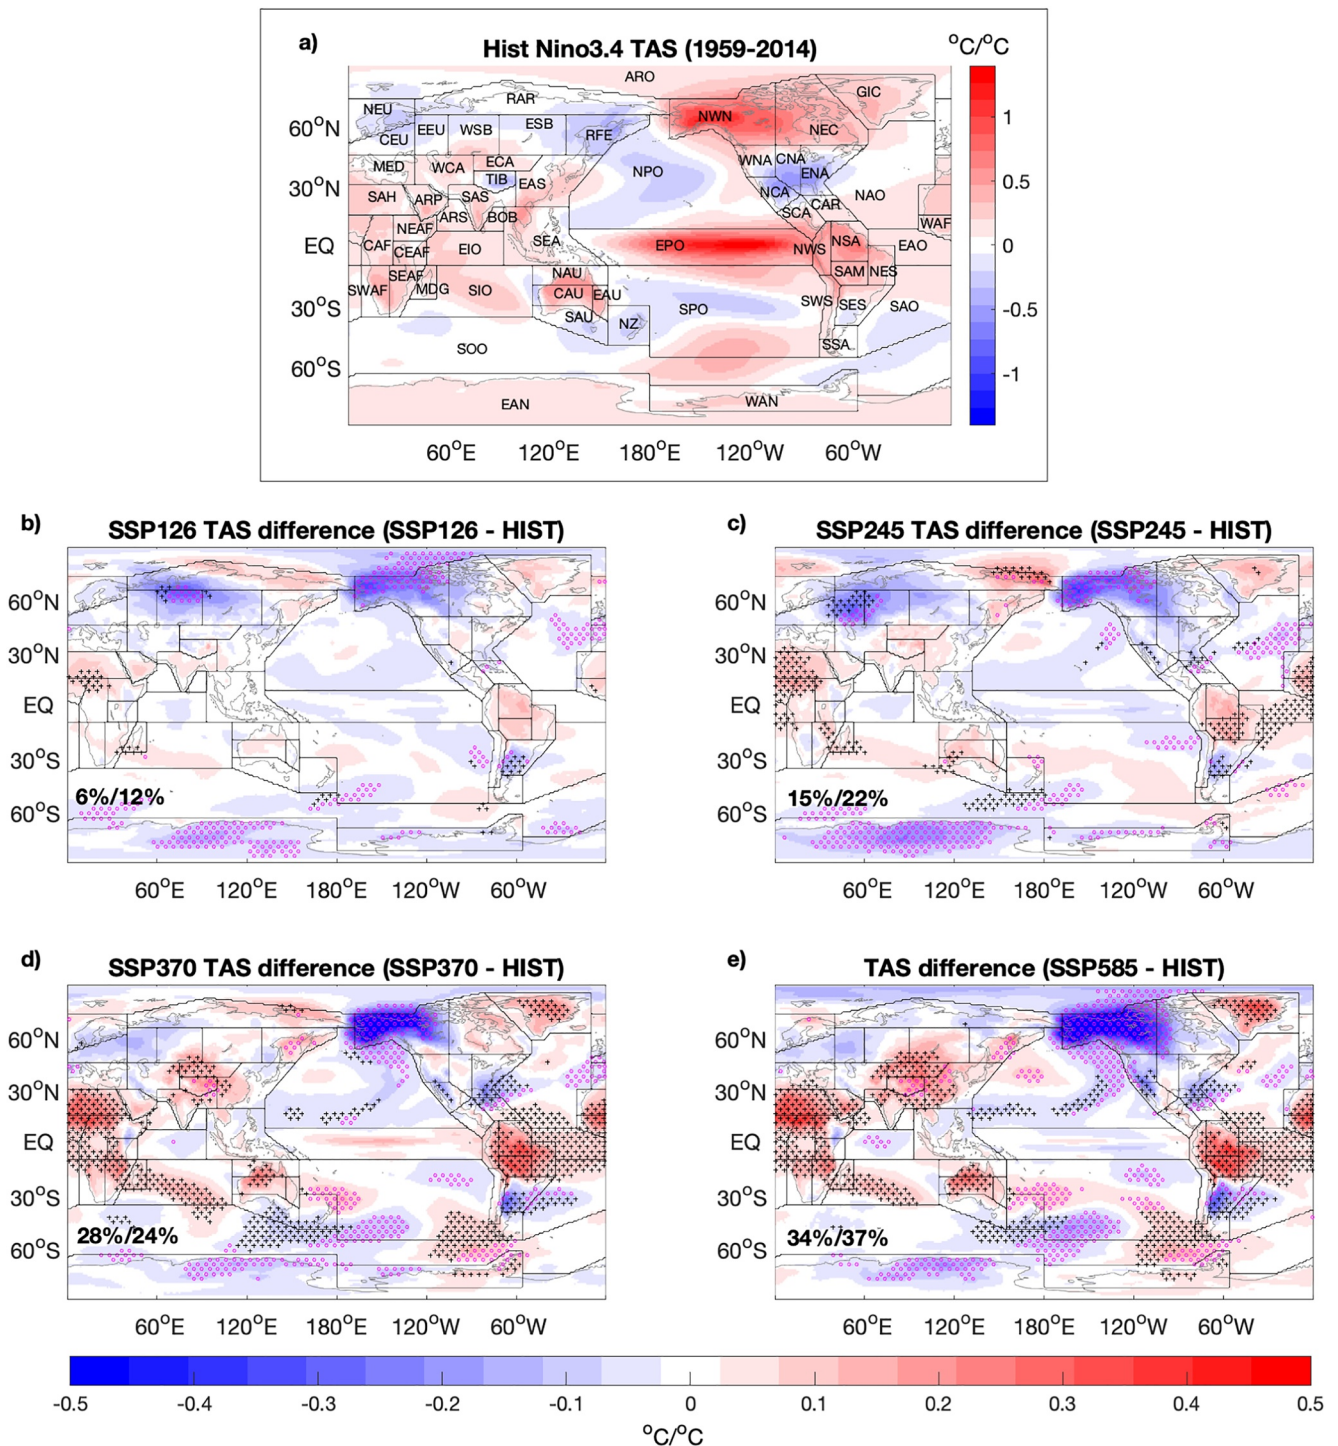 a)
Hist Nino3.4 TAS (1959-2014)
°C/°C
ARO
GIC
NEU
RAR
60°N
CEU EEU WSB ESB RFE NWN NEC
1
MED WCA ECA NPO WNA CNA
TIB EAS ENA
30°N
0.5
SAH ARP SAS NCA CAR NAO
ARS BOB SCA
NEAF WAF
EQ
CAF CEAF EIO SEA EPO NWS NSA EAO
0
SEAF NAU SAM NES
SWAF MDG SIO CAU EAU
30°S
SPO SWS SES SAO
-0.5
SAU NZ
SOO SSA
60°S
-1
EAN WAN
60°E 120°E 180°E 120°W 60°W
b)
SSP126 TAS difference (SSP126 - HIST)
60°N
30°N
EQ
30°S
6%/12%
60°S
60°E 120°E 180°E 120°W 60°W
c)
SSP245 TAS difference (SSP245 - HIST)
60°N
30°N
EQ
30°S
15%/22%
60°S
60°E 120°E 180°E 120°W 60°W
d)
SSP370 TAS difference (SSP370 - HIST)
60°N
30°N
EQ
30°S
28%/24%
60°S
60°E 120°E 180°E 120°W 60°W
e)
TAS difference (SSP585 - HIST)
60°N
30°N
EQ
30°S
34%/37%
60°S
60°E 120°E 180°E 120°W 60°W
-0.5 -0.4 -0.3 -0.2 -0.1 0 0.1 0.2 0.3 0.4 0.5
°C/°C